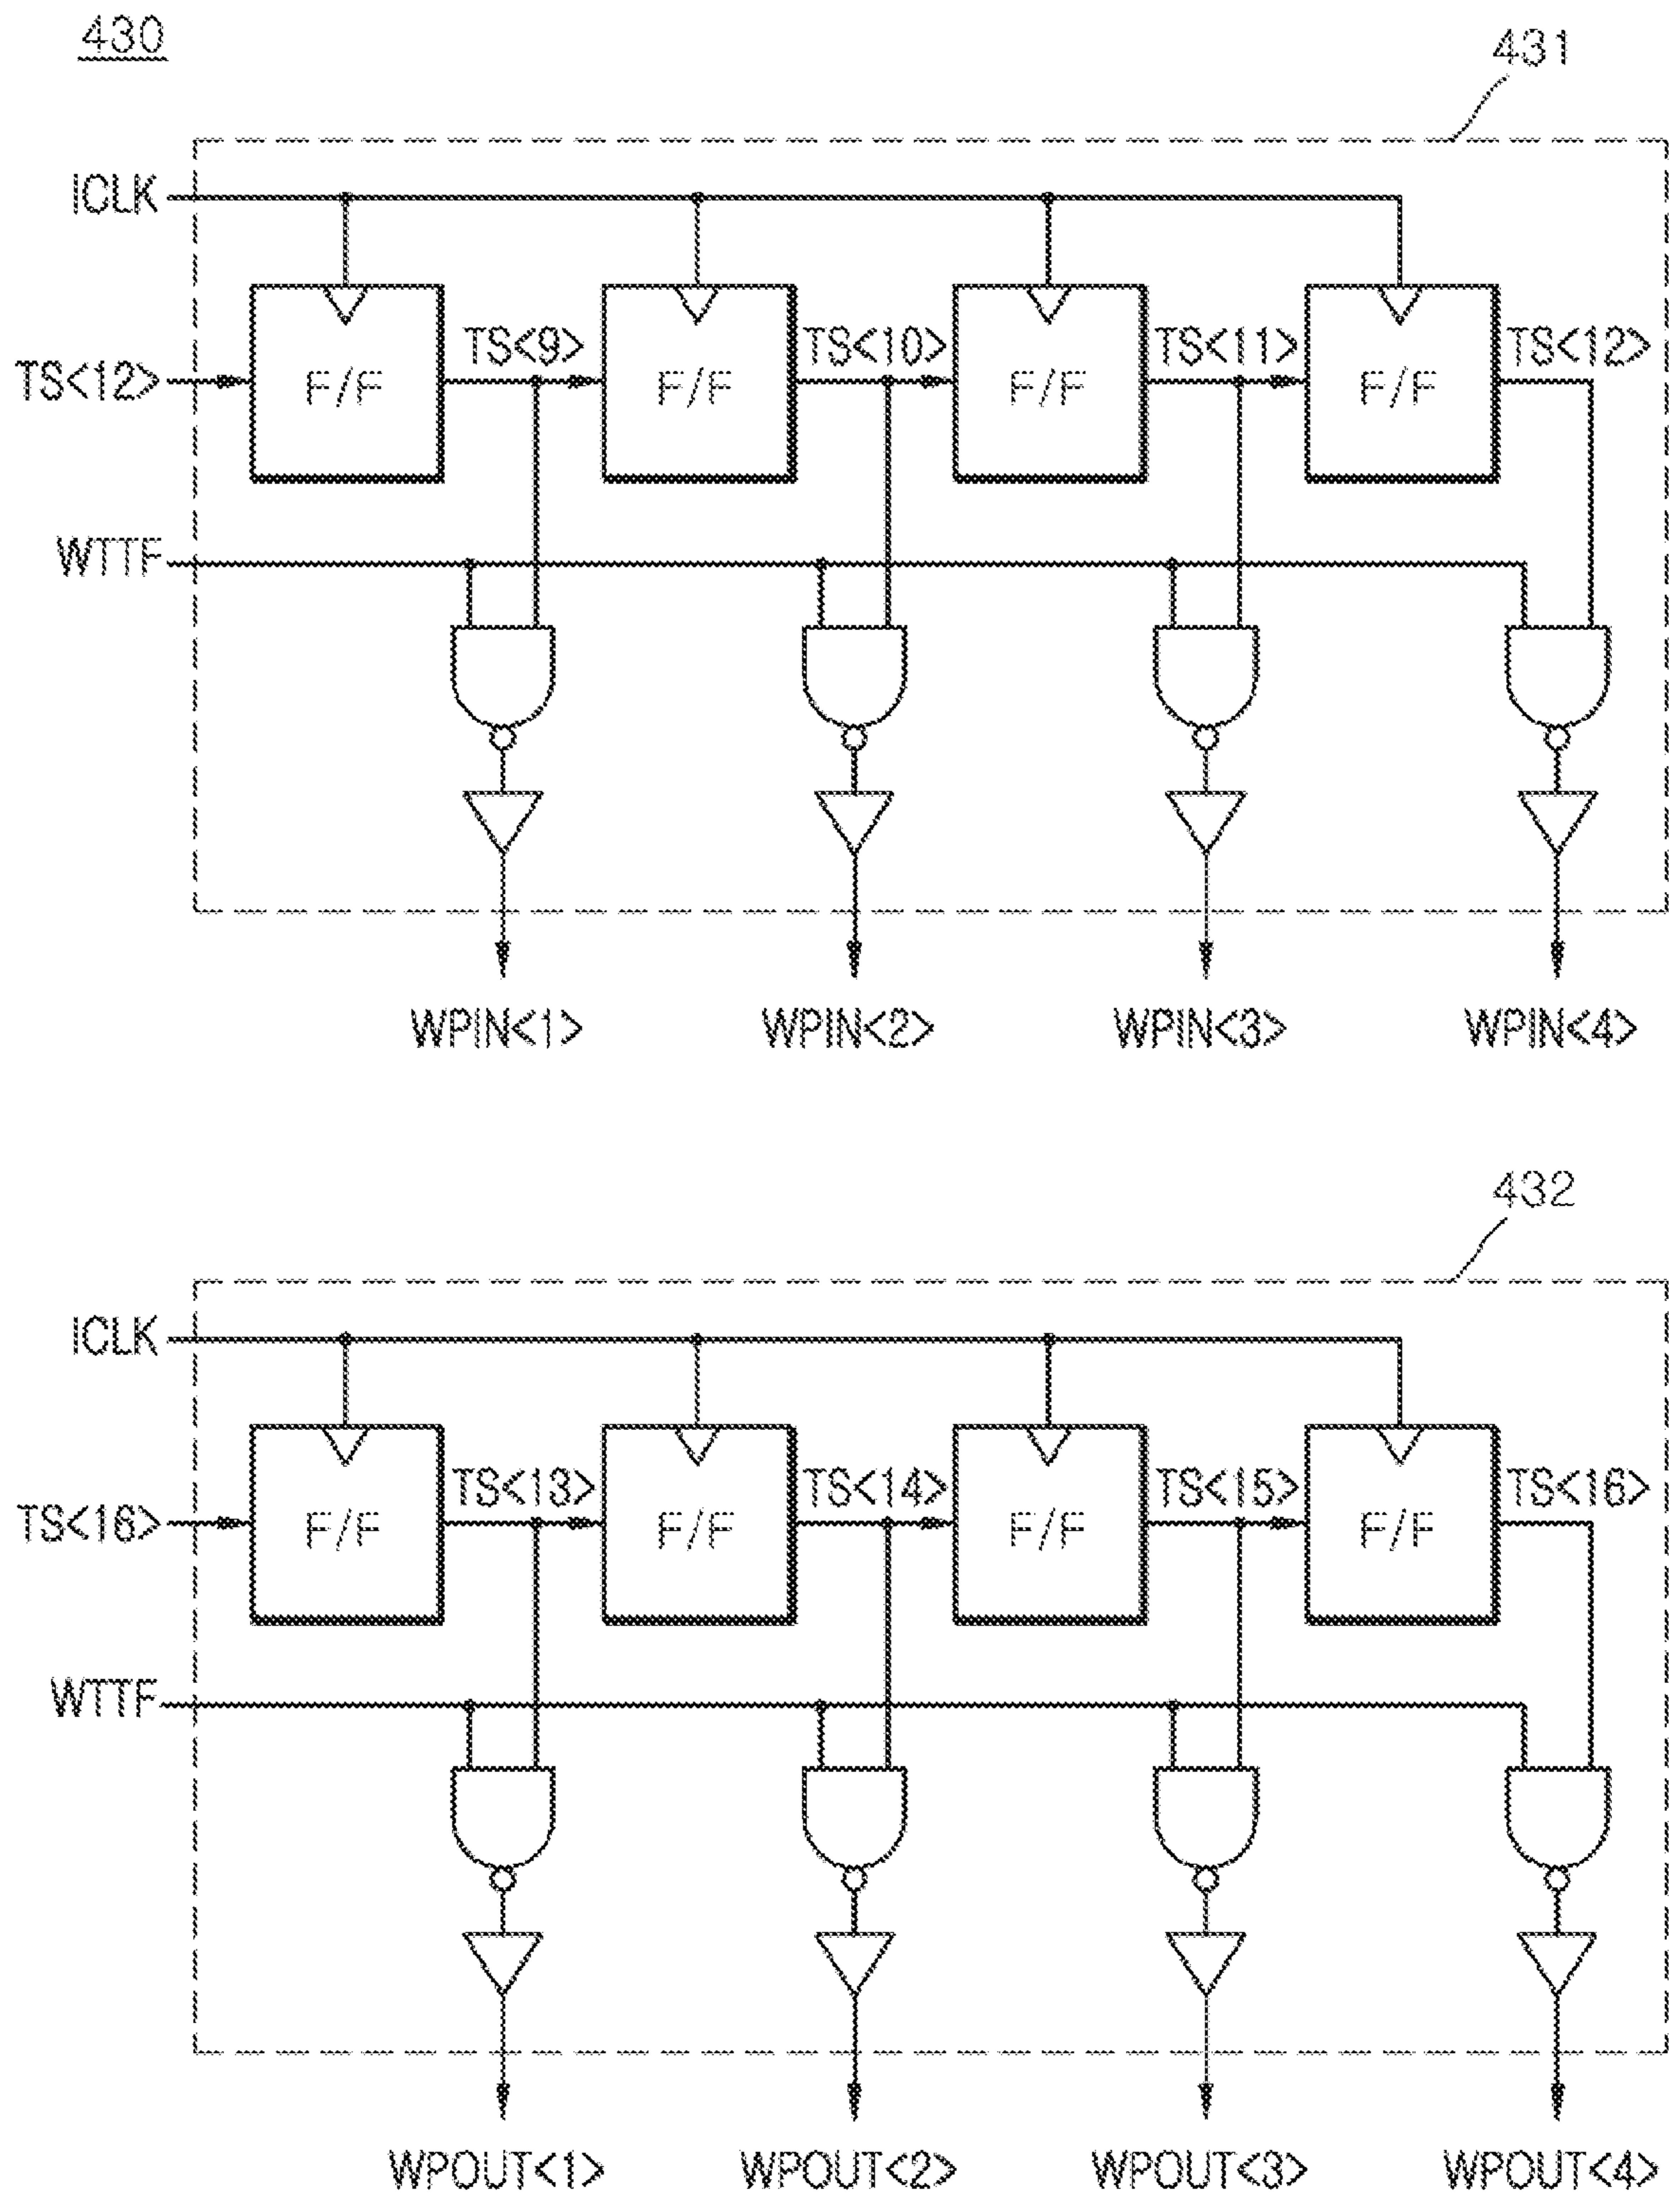 430
431
ICLK
TS<12>
F/F
TS<9>
F/F
TS<10>
F/F
TS<11>
F/F
TS<12>
WTTF
WPIN<1>
WPIN<2>
WPIN<3>
WPIN<4>
432
ICLK
TS<16>
F/F
TS<13>
F/F
TS<14>
F/F
TS<15>
F/F
TS<16>
WTTF
WPOUT<1>
WPOUT<2>
WPOUT<3>
WPOUT<4>